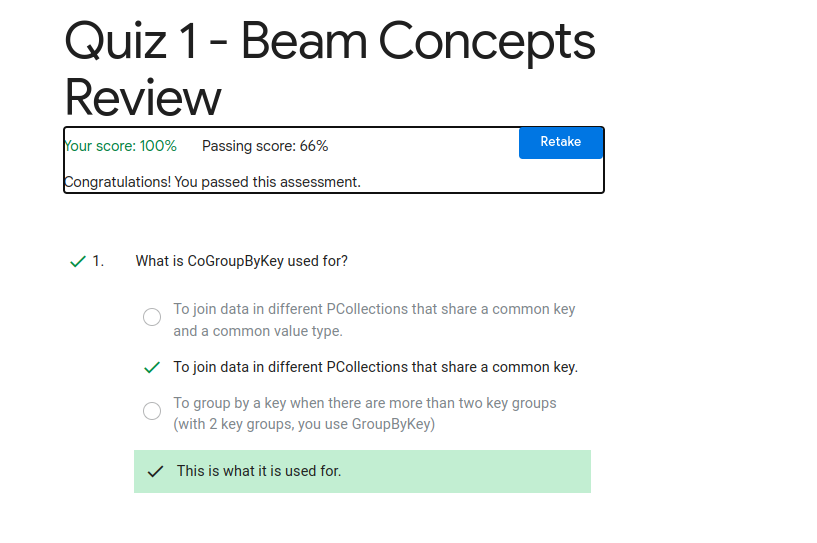 Quiz 1 - Beam Concepts
Review
Your score: 100% Passing score: 66% Retake
Congratulations! You passed this assessment.
1. What is CoGroupByKey used for?
To join data in different PCollections that share a common key
and a common value type.
To join data in different PCollections that share a common key.
To group by a key when there are more than two key groups
(with 2 key groups, you use GroupByKey)
This is what it is used for.